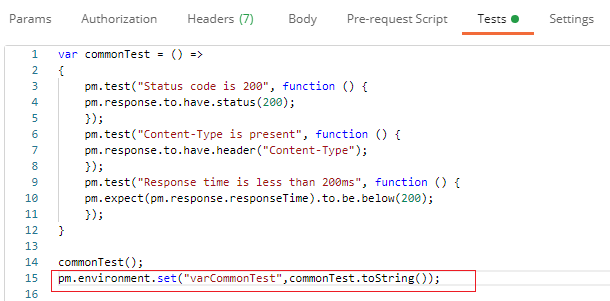 Params Authorization Headers (7) Body Pre-request Script Tests Settings
1 var commonTest = () =>
2 {
3 pm.test("Status code is 200", function () {
4 pm.response.to.have.status(200);
5 });
6 pm.test("Content-Type is present", function () {
7 pm.response.to.have.header("Content-Type");
8 });
9 pm.test("Response time is less than 200ms", function () {
10 pm.expect(pm.response.responseTime).to.be.below(200);
11 });
12 }
13
14 commonTest();
15 pm.environment.set("varCommonTest",commonTest.toString());
16